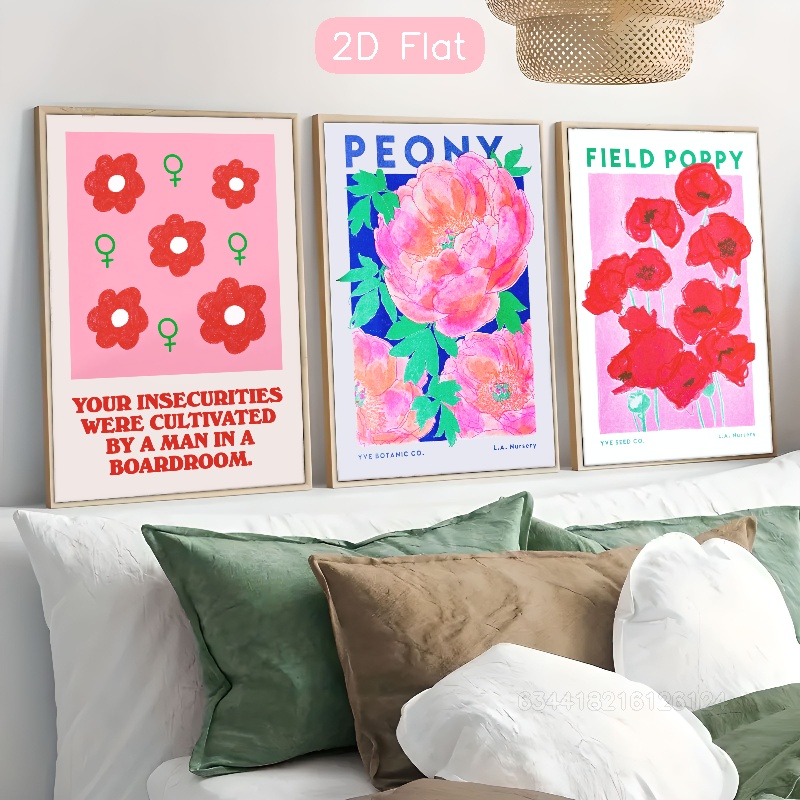 2D Flat
YOUR INSECURITIES
WERE CULTIVATED
BY A MAN IN A
BOARDROOM.
PEONY
YVE BOTANIC CO.
L.A. Nursery
FIELD POPPY
YVE SEED CO.
L.A. Nursery